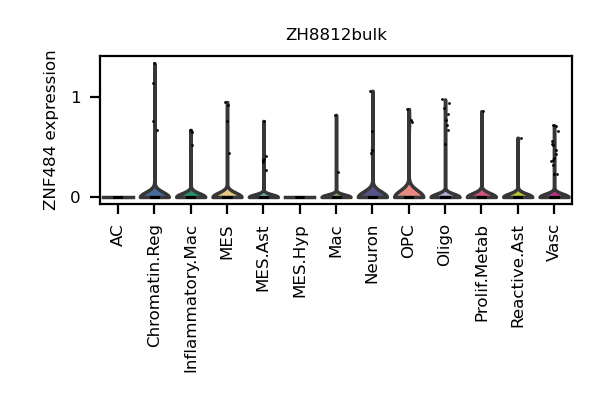 ZH8812bulk
ZNF484 expression
1
0
AC
Chromatin.Reg
Inflammatory.Mac
MES
MES.Ast
MES.Hyp
Mac
Neuron
OPC
Oligo
Prolif.Metab
Reactive.Ast
Vasc